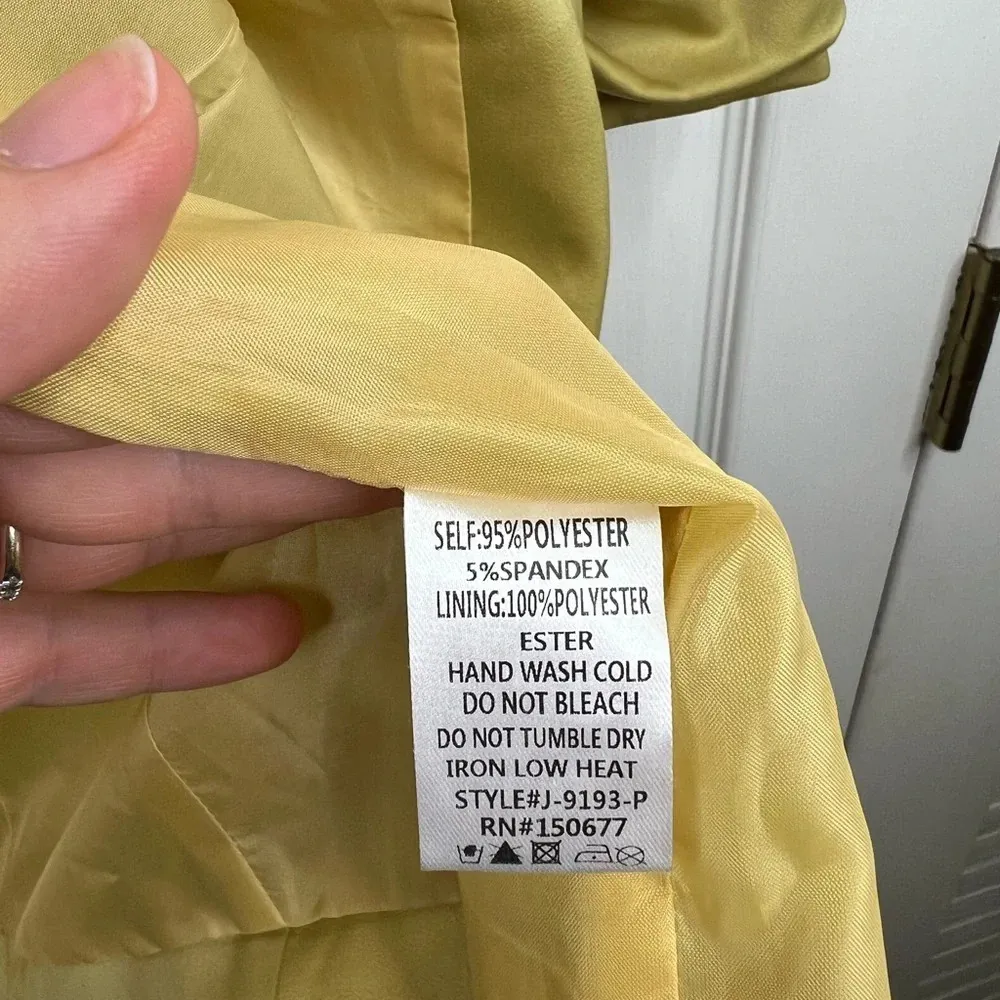 SELF:95%POLYESTER
5%SPANDEX
LINING:100%POLYESTER
ESTER
HAND WASH COLD
DO NOT BLEACH
DO NOT TUMBLE DRY
IRON LOW HEAT
STYLE#J-9193-P
RN#150677